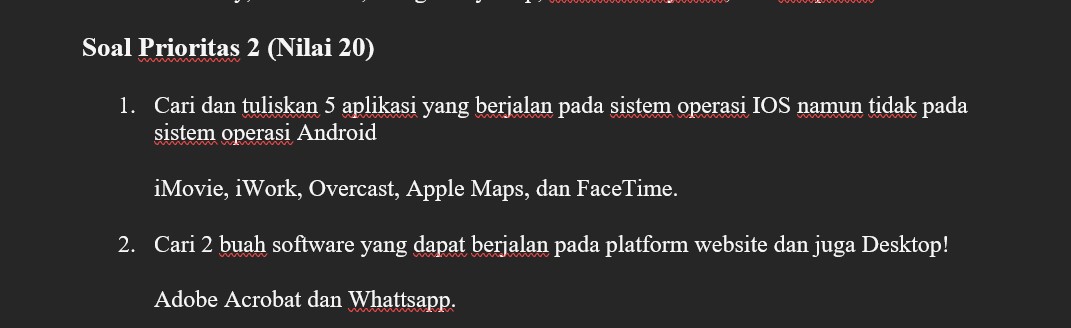 Soal Prioritas 2 (Nilai 20)
1. Cari dan tuliskan 5 aplikasi yang berjalan pada sistem operasi IOS namun tidak pada
sistem operasi Android
iMovie, iWork, Overcast, Apple Maps, dan FaceTime.
2. Cari 2 buah software yang dapat berjalan pada platform website dan juga Desktop!
Adobe Acrobat dan Whattsapp.